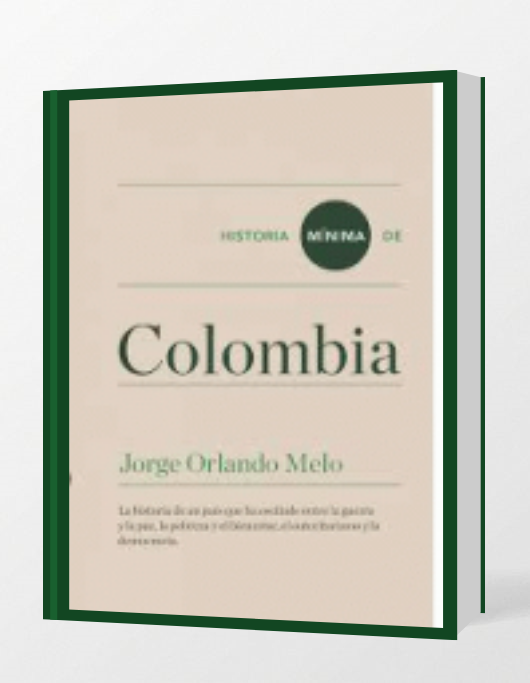 HISTORIA MÍNIMA DE
Colombia
Jorge Orlando Melo
La historia de un país que ha oscilado entre la guerra
y la paz, la pobreza y el bienestar, el autoritarismo y la
democracia.